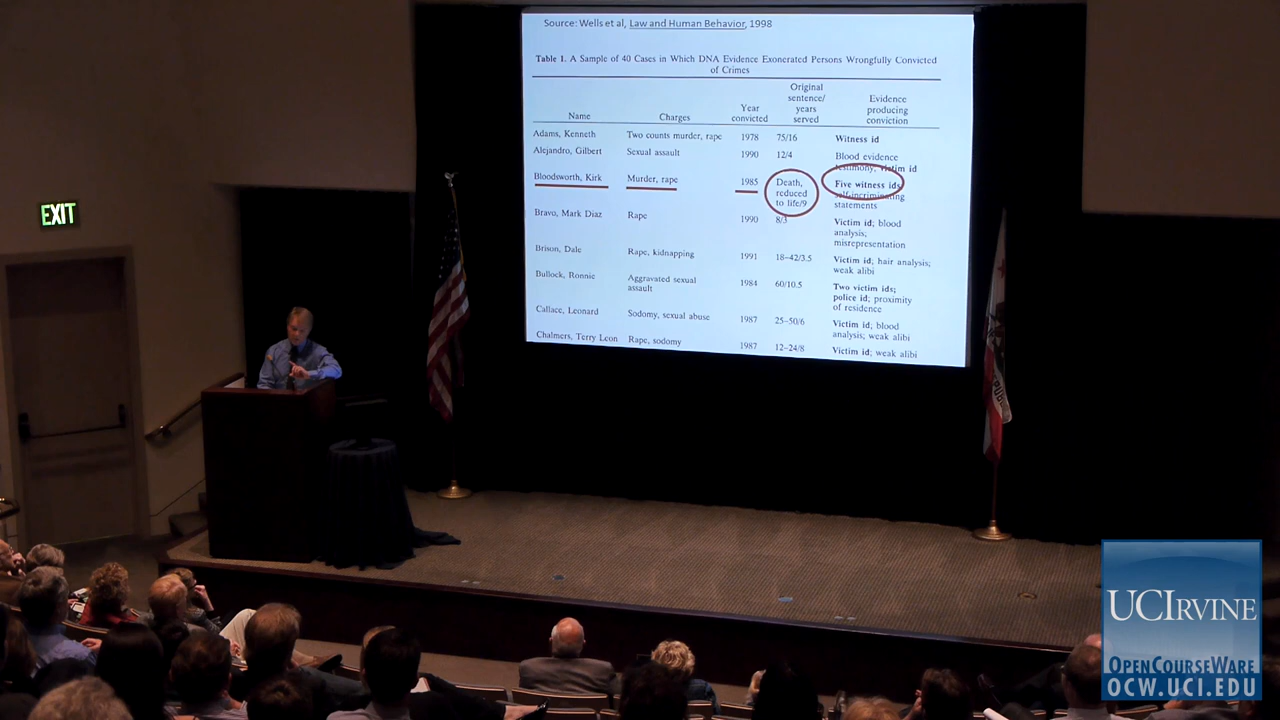 Source: Wells et al, Law and Human Behavior, 1998
Table 1. A Sample of 40 Cases in Which DNA Evidence Exonerated Persons Wrongfully Convicted
of Crimes
Name Charges Year convicted Original sentence/ years served Evidence producing conviction
Adams, Kenneth Two counts murder, rape 1978 75/16 Witness id
Alejandro, Gilbert Sexual assault 1990 12/4 Blood evidence
testimony; victim id
Bloodsworth, Kirk Murder, rape 1985 Death, reduced to life/9 Five witness ids
self-incriminating
statements
Bravo, Mark Diaz Rape 1990 8/3 Victim id; blood
analysis;
misrepresentation
Brison, Dale Rape, kidnapping 1991 18–42/3.5 Victim id; hair analysis;
weak alibi
Bullock, Ronnie Aggravated sexual assault 1984 60/10.5 Two victim ids;
police id; proximity
of residence
Callace, Leonard Sodomy, sexual abuse 1987 25–50/6 Victim id; blood
analysis; weak alibi
Chalmers, Terry Leon Rape, sodomy 1987 12–24/8 Victim id; weak alibi
EXIT
UCIRVINE
OPENCOURSEWARE
OCW.UCI.EDU